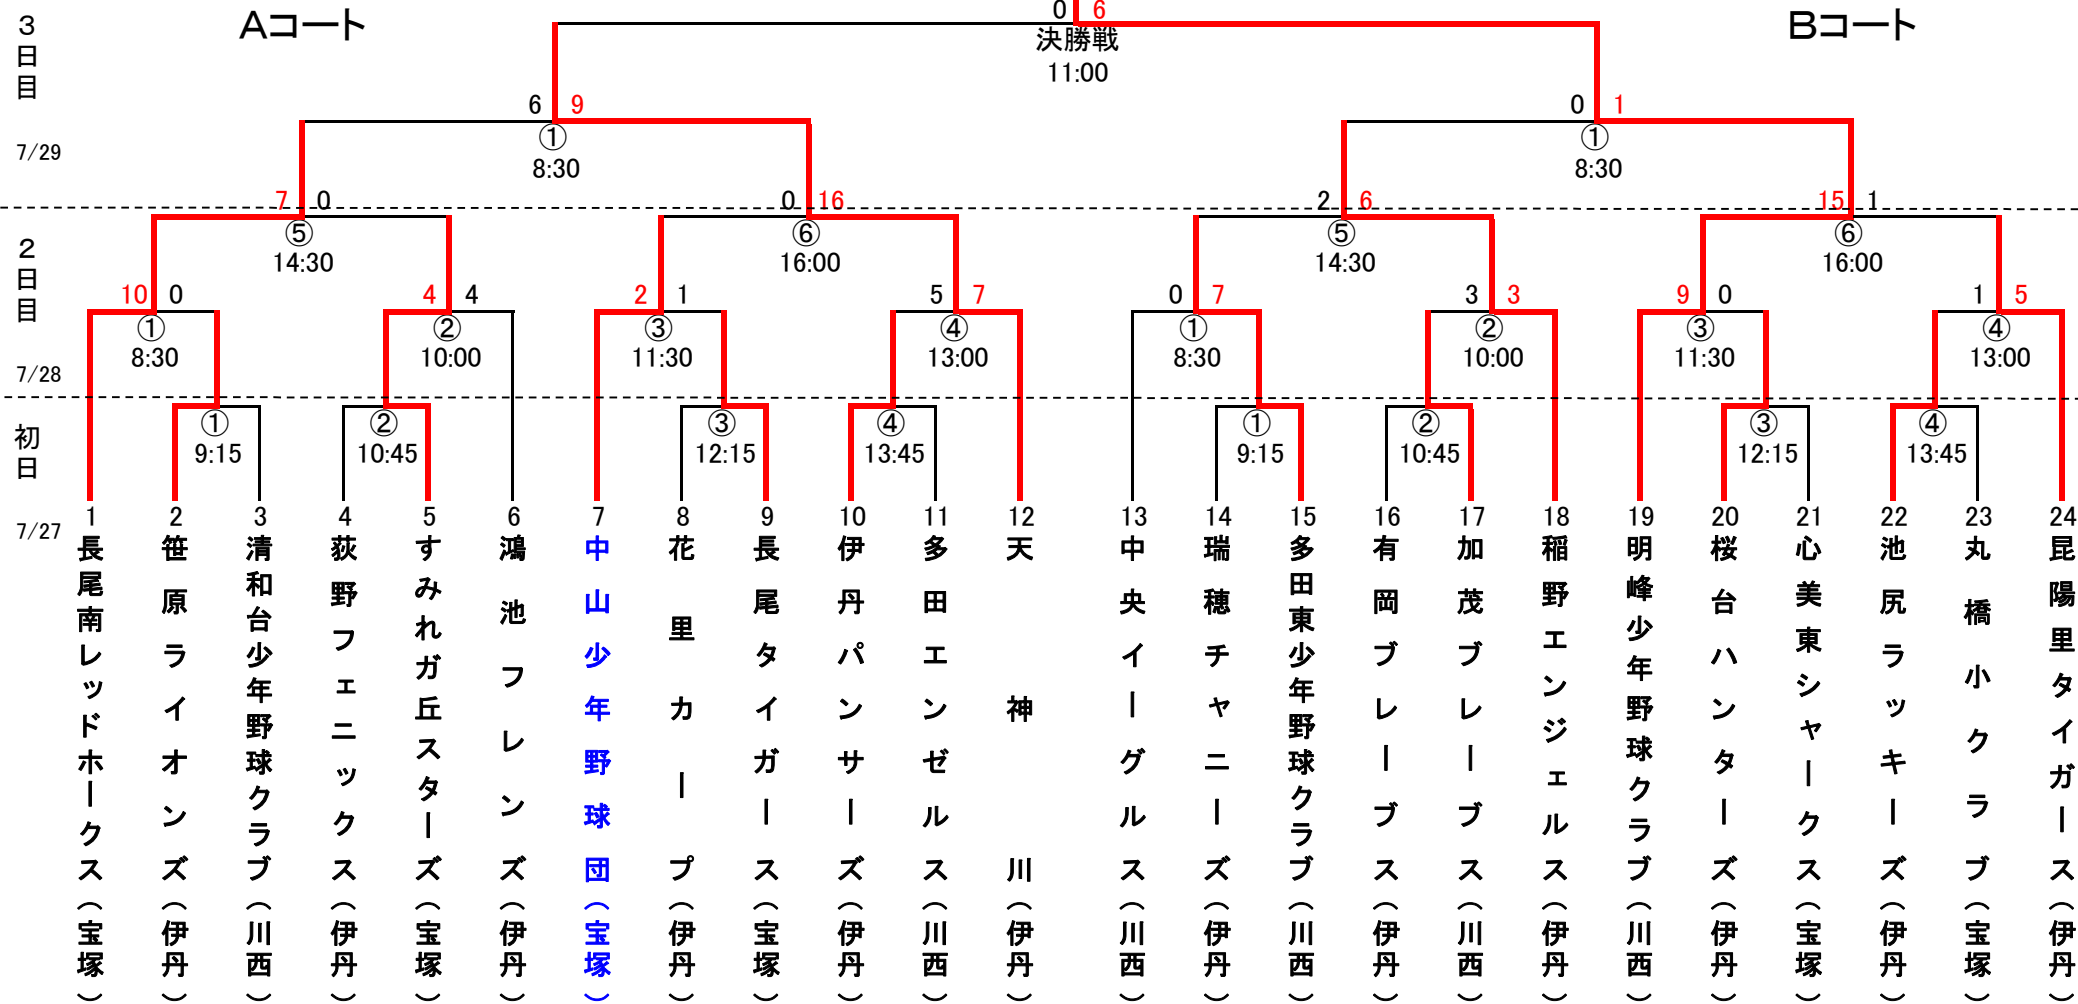 Aコート
Bコート
3日目
7/29
0 6
決勝戦
11:00
6 9
①
8:30
0 1
①
8:30
2日目
7/28
7 0
⑤
14:30
0 16
⑥
16:00
2 6
⑤
14:30
15 1
⑥
16:00
10 0
①
8:30
4 4
②
10:00
2 1
③
11:30
5 7
④
13:00
0 7
①
8:30
3 3
②
10:00
9 0
③
11:30
1 5
④
13:00
初日
7/27
①
9:15
②
10:45
③
12:15
④
13:45
①
9:15
②
10:45
③
12:15
④
13:45
1 長尾南レッドホークス(宝塚)
2 笹原ライオンズ(伊丹)
3 清和台少年野球クラブ(川西)
4 荻野フェニックス(伊丹)
5 すみれガ丘スターズ(宝塚)
6 鴻池フレンズ(伊丹)
7 中山少年野球団(宝塚)
8 花里カープ(伊丹)
9 長尾タイガース(宝塚)
10 伊丹パンサーズ(伊丹)
11 多田エンゼルス(川西)
12 天神川(伊丹)
13 中央イーグルス(川西)
14 瑞穂チャニーズ(伊丹)
15 多田東少年野球クラブ(川西)
16 有岡ブレーブス(伊丹)
17 加茂ブレーブス(川西)
18 稲野エンジェルス(伊丹)
19 明峰少年野球クラブ(川西)
20 桜台ハンターズ(伊丹)
21 心美東シャークス(宝塚)
22 池尻ラッキーズ(伊丹)
23 丸橋小クラブ(宝塚)
24 昆陽里タイガース(伊丹)